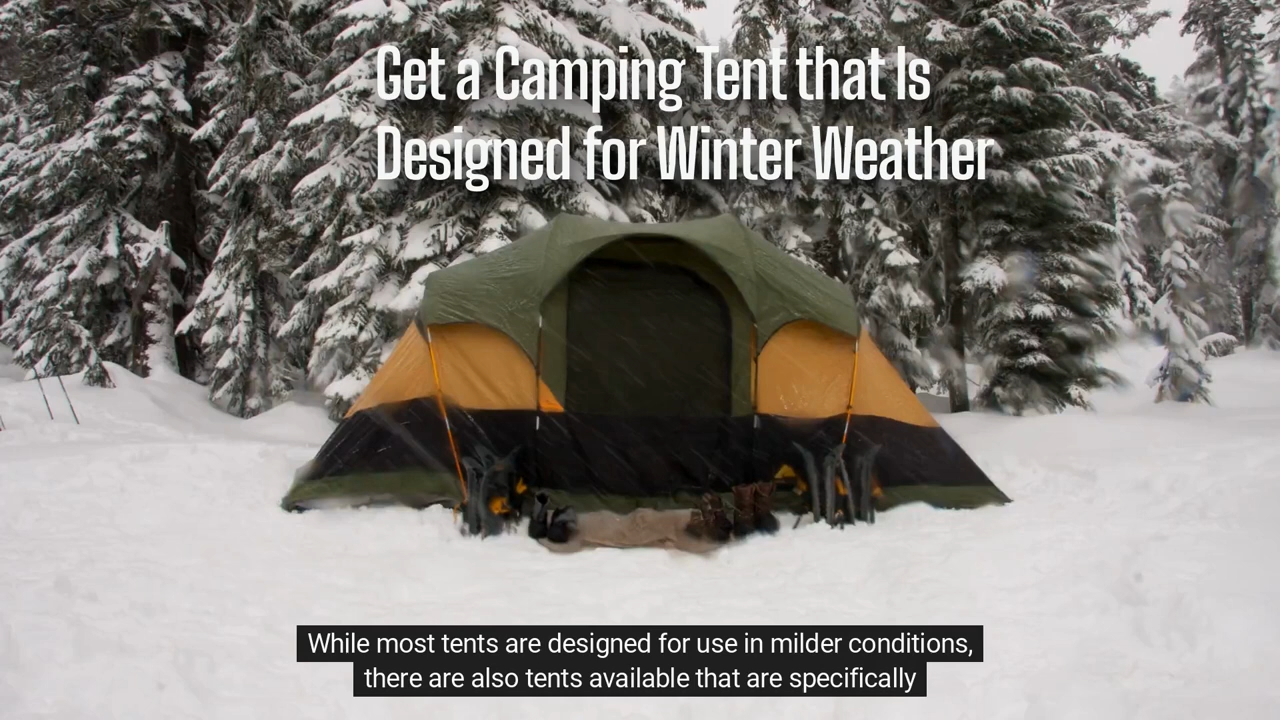 Get a Camping Tent that Is
Designed for Winter Weather
While most tents are designed for use in milder conditions,
there are also tents available that are specifically